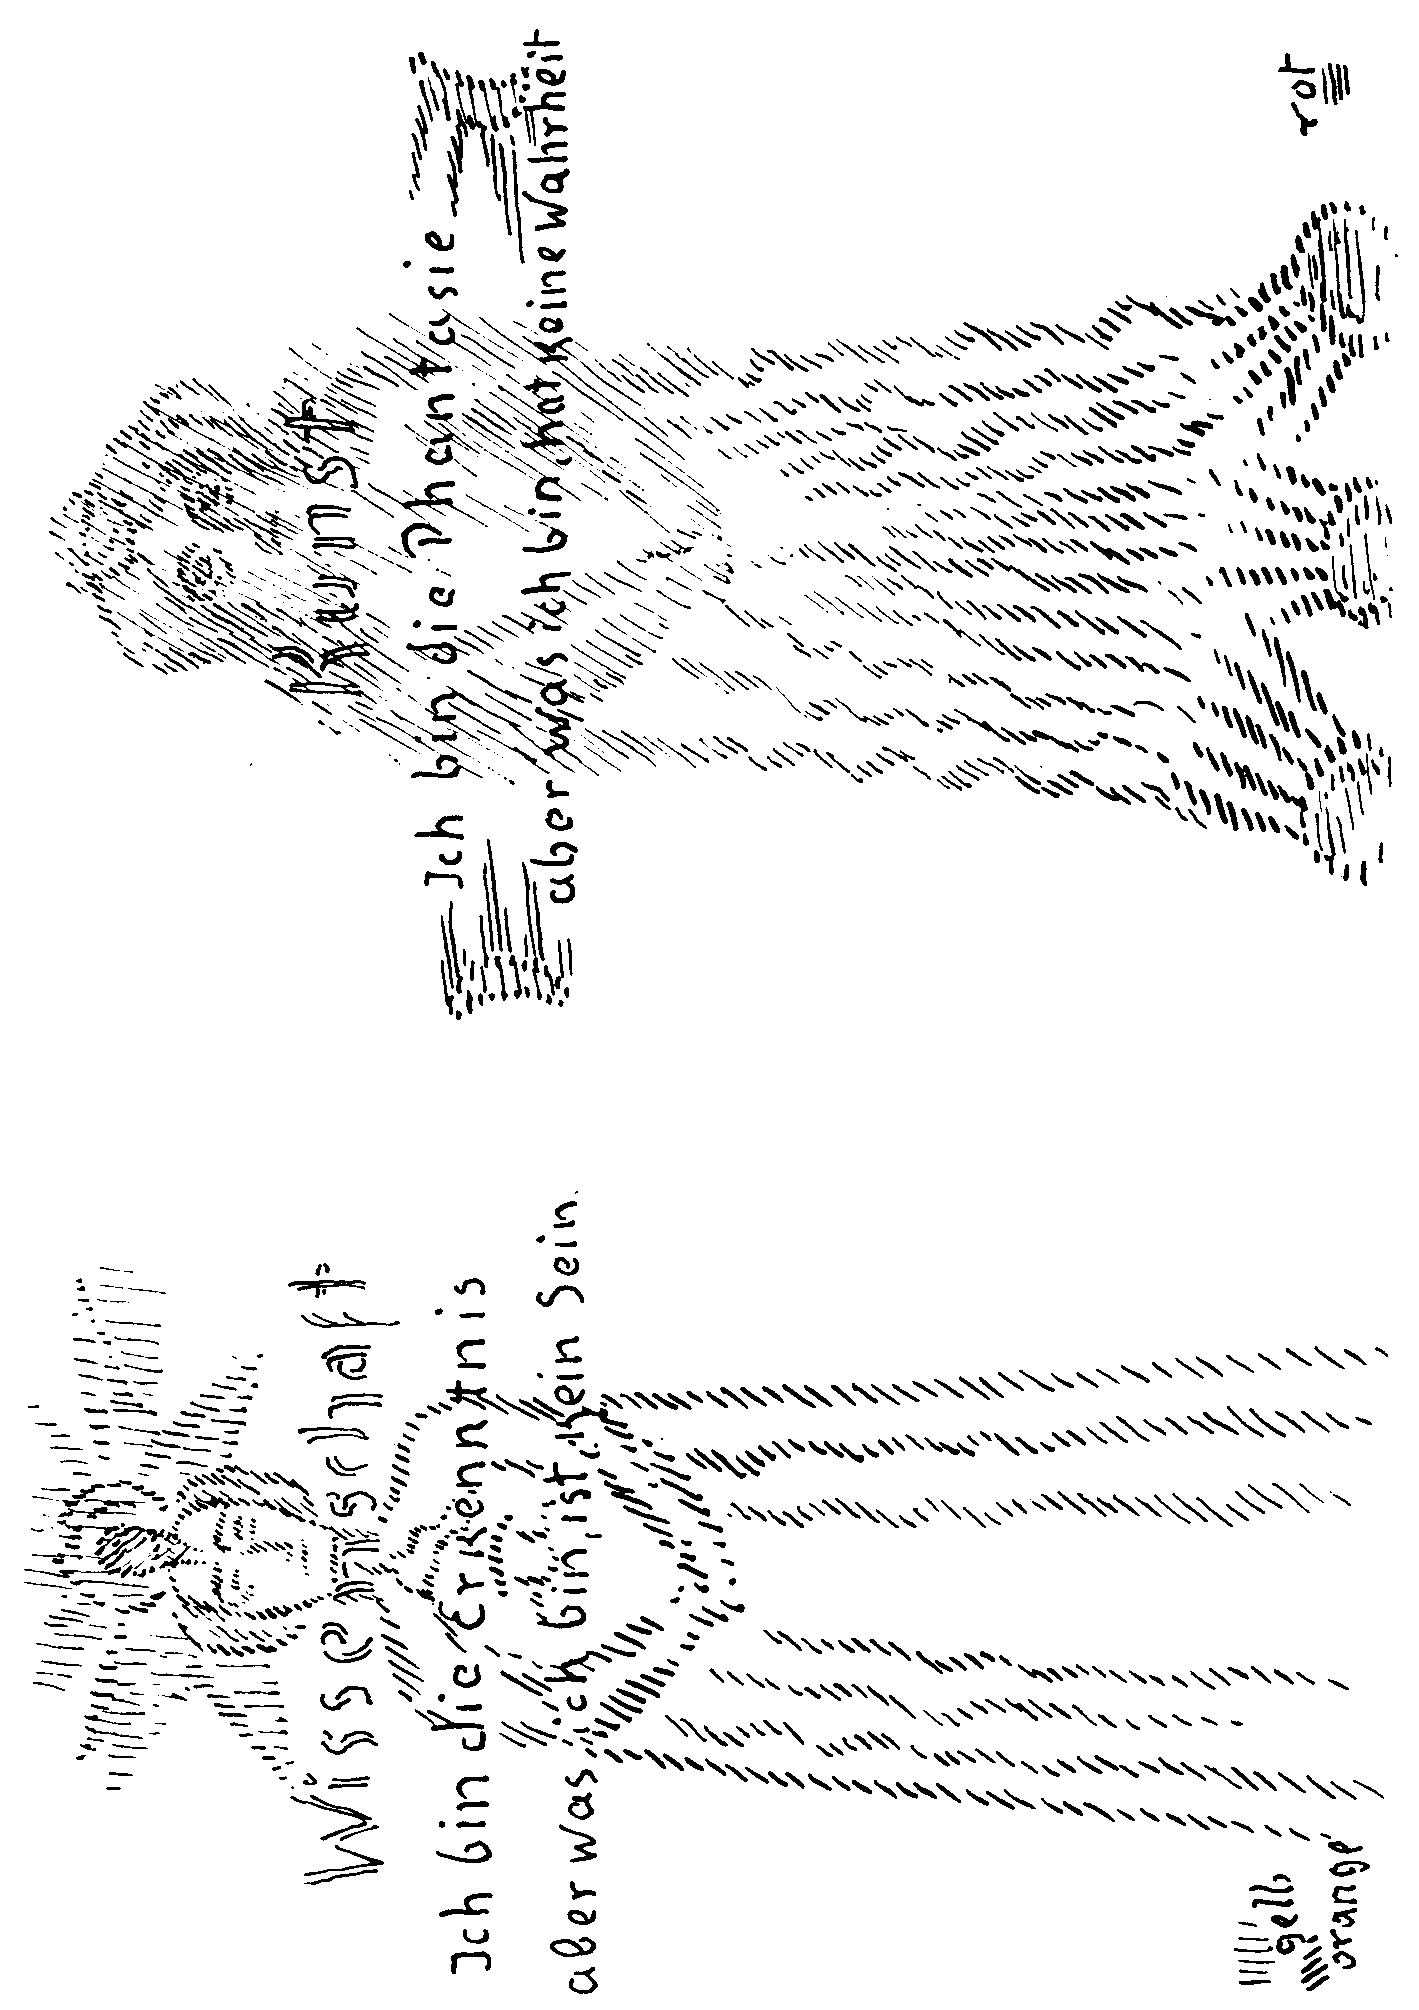 Wissenschaft
Ich bin die Erkenntnis
aber was ich bin, ist kein Sein.
gelb
orange
Kunst
Ich bin die Phantasie
aber was ich bin, hat keine Wahrheit
rot